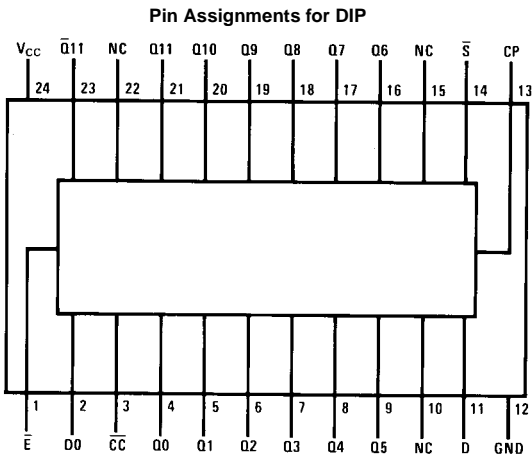 Pin Assignments for DIP
VCC Q̅11 NC Q11 Q10 Q9 Q8 Q7 Q6 NC S̅ CP
24 23 22 21 20 19 18 17 16 15 14 13
1 2 3 4 5 6 7 8 9 10 11 12
E̅ D0 C̅C̅ Q0 Q1 Q2 Q3 Q4 Q5 NC D GND